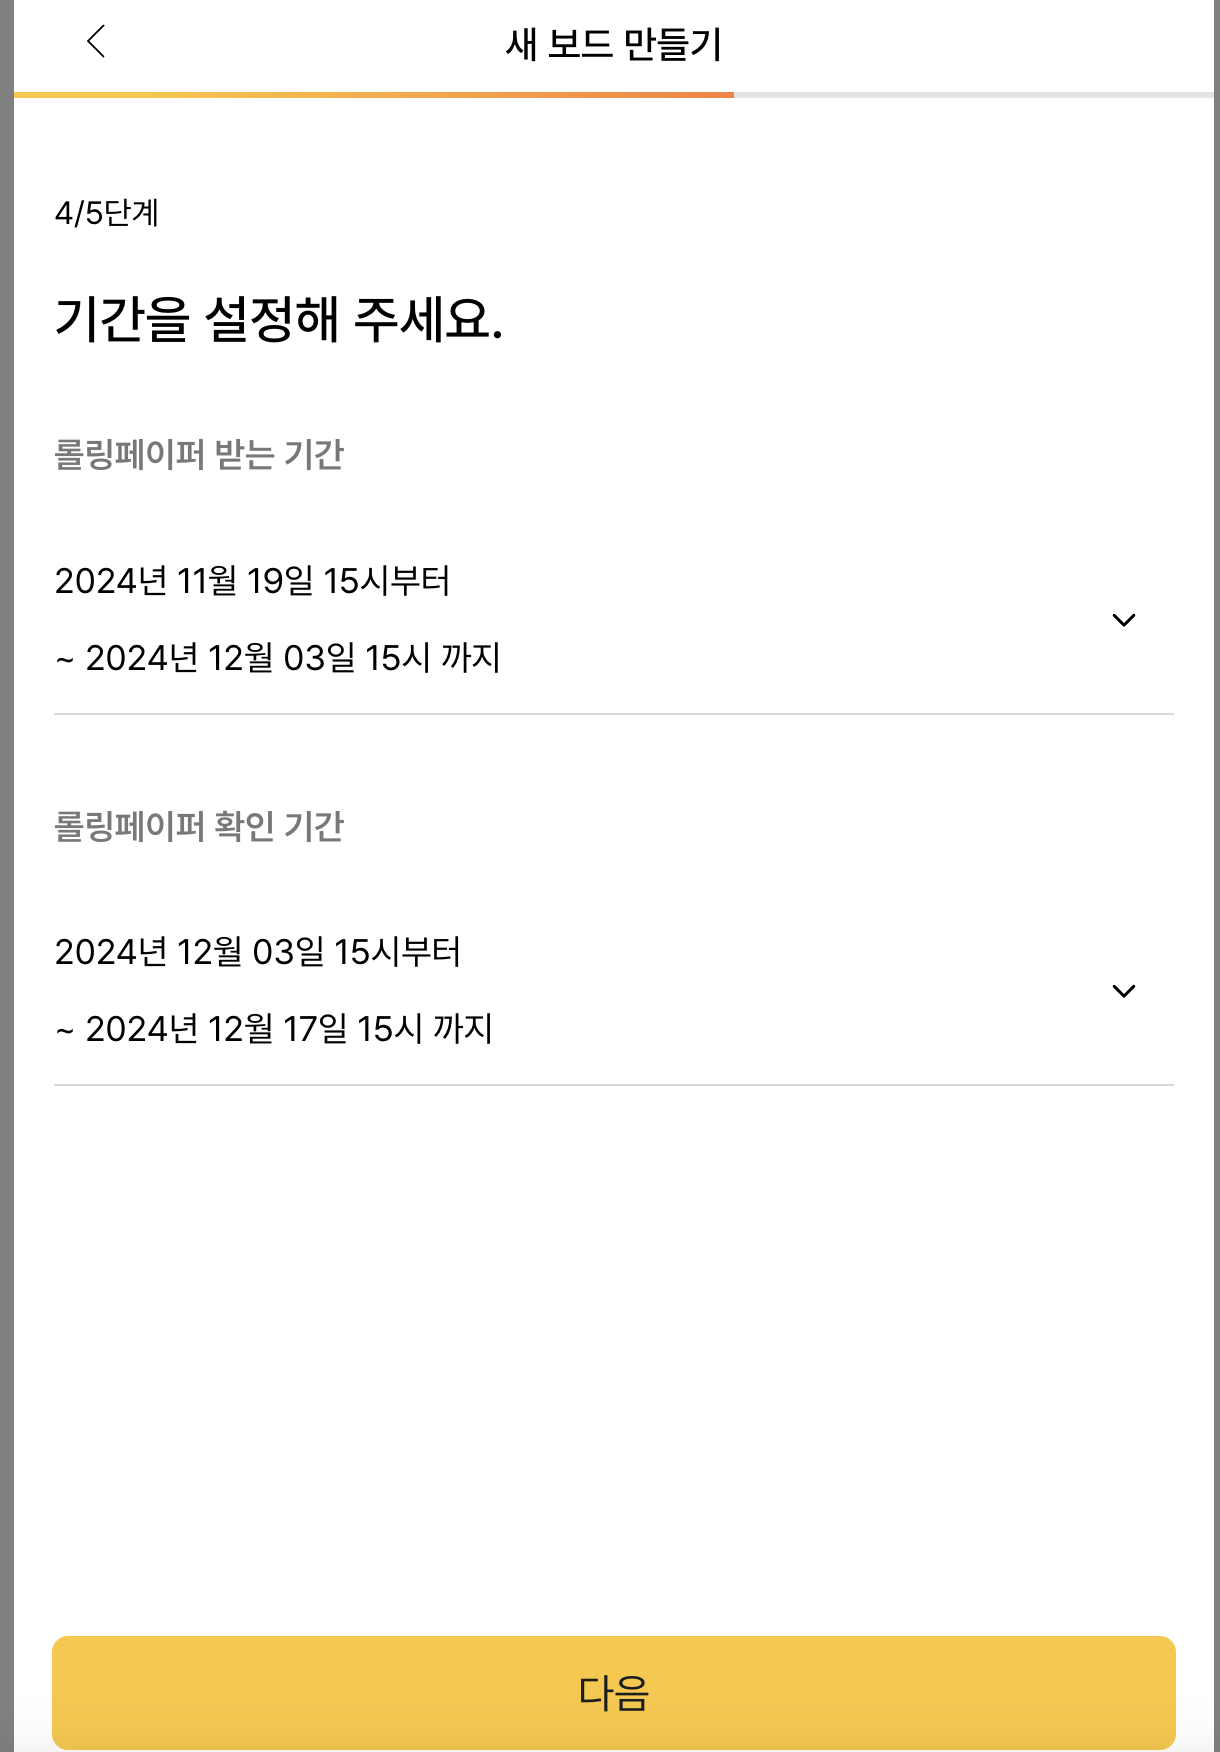 새 보드 만들기
4/5단계
기간을 설정해 주세요.
롤링페이퍼 받는 기간
2024년 11월 19일 15시부터
~ 2024년 12월 03일 15시 까지
롤링페이퍼 확인 기간
2024년 12월 03일 15시부터
~ 2024년 12월 17일 15시 까지
다음